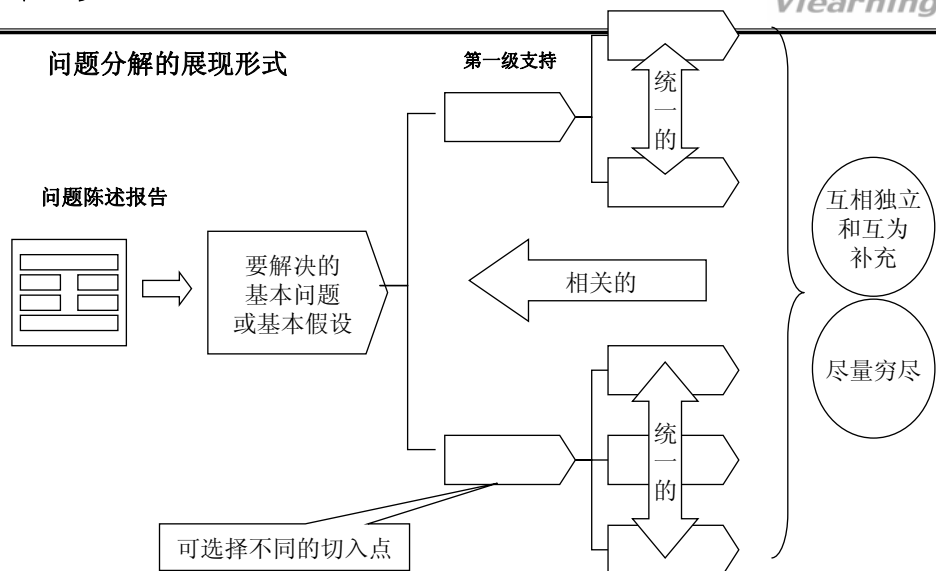 Vlearning
问题分解的展现形式
第一级支持
问题陈述报告
要解决的
基本问题
或基本假设
统
一
的
相关的
统
一
的
可选择不同的切入点
互相独立
和互为
补充
尽量穷尽